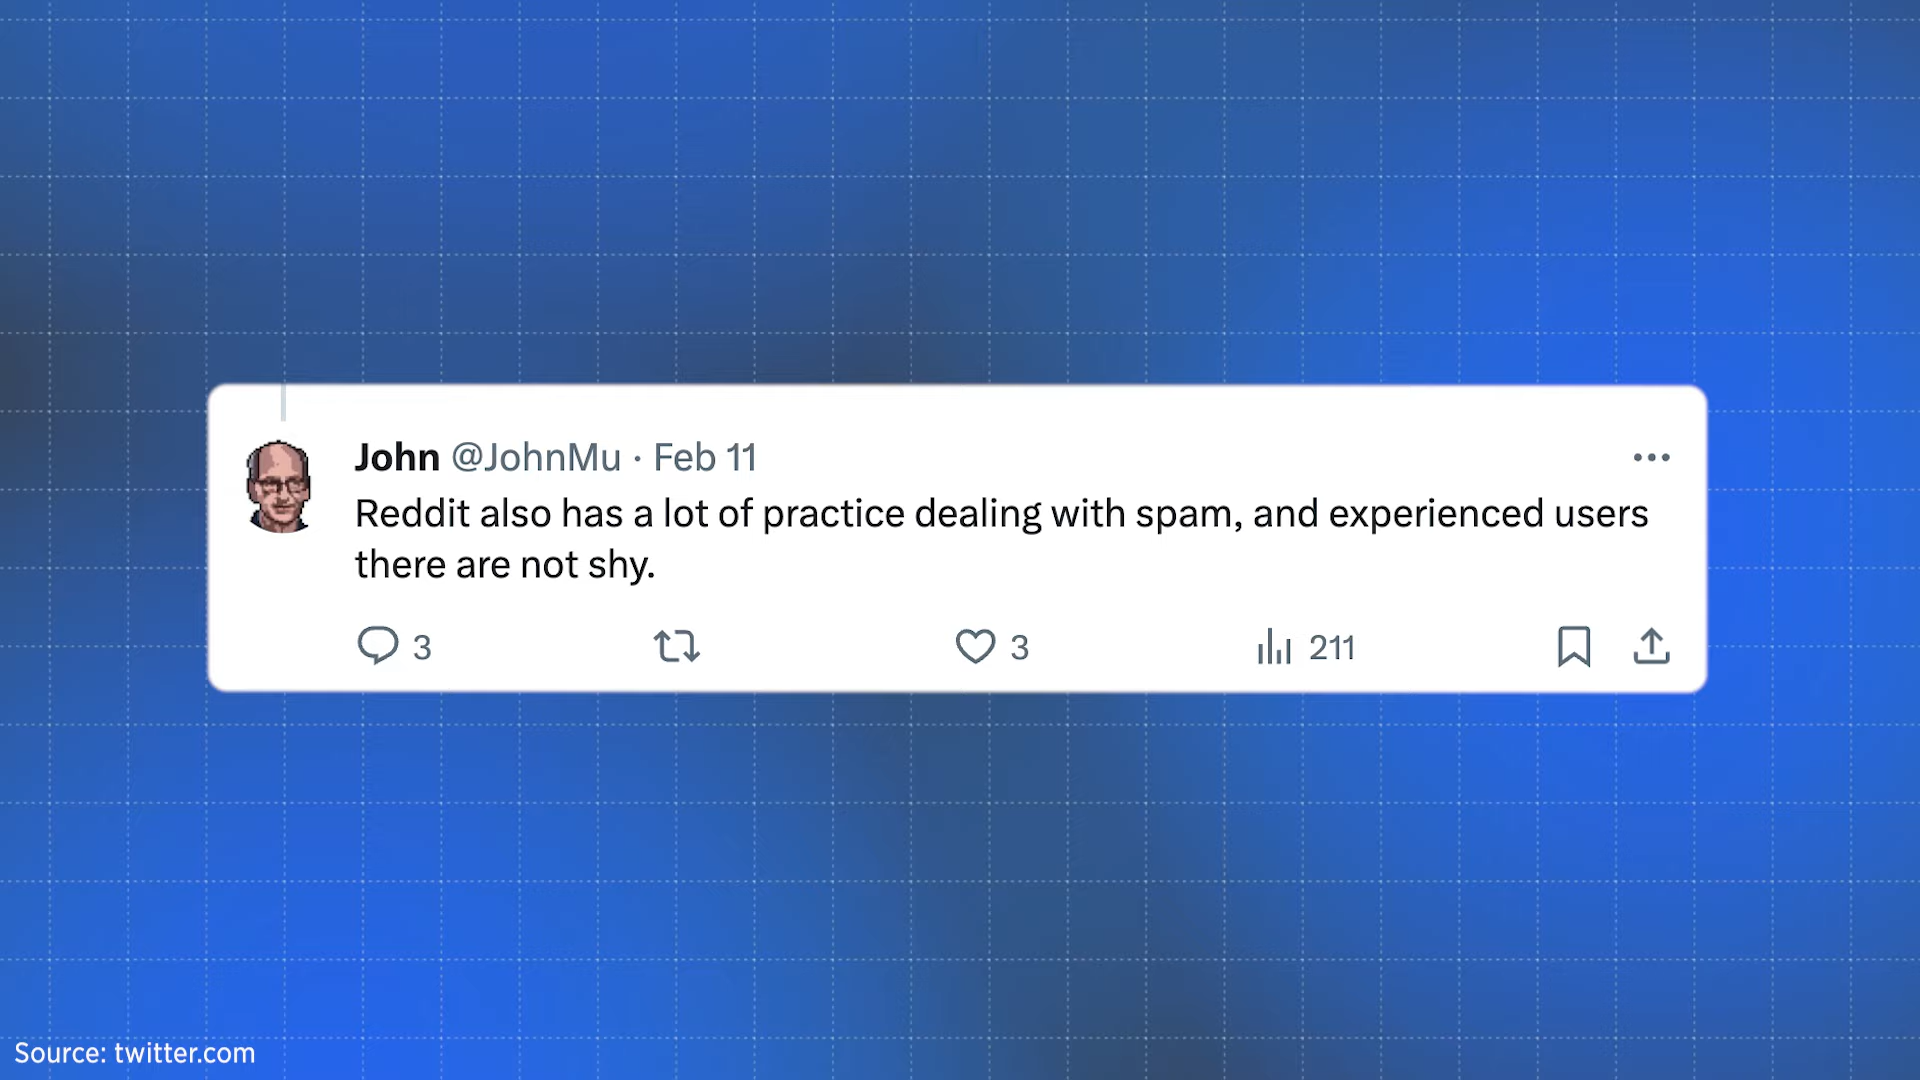 John @JohnMu · Feb 11
Reddit also has a lot of practice dealing with spam, and experienced users
there are not shy.
3 3 211
Source: twitter.com